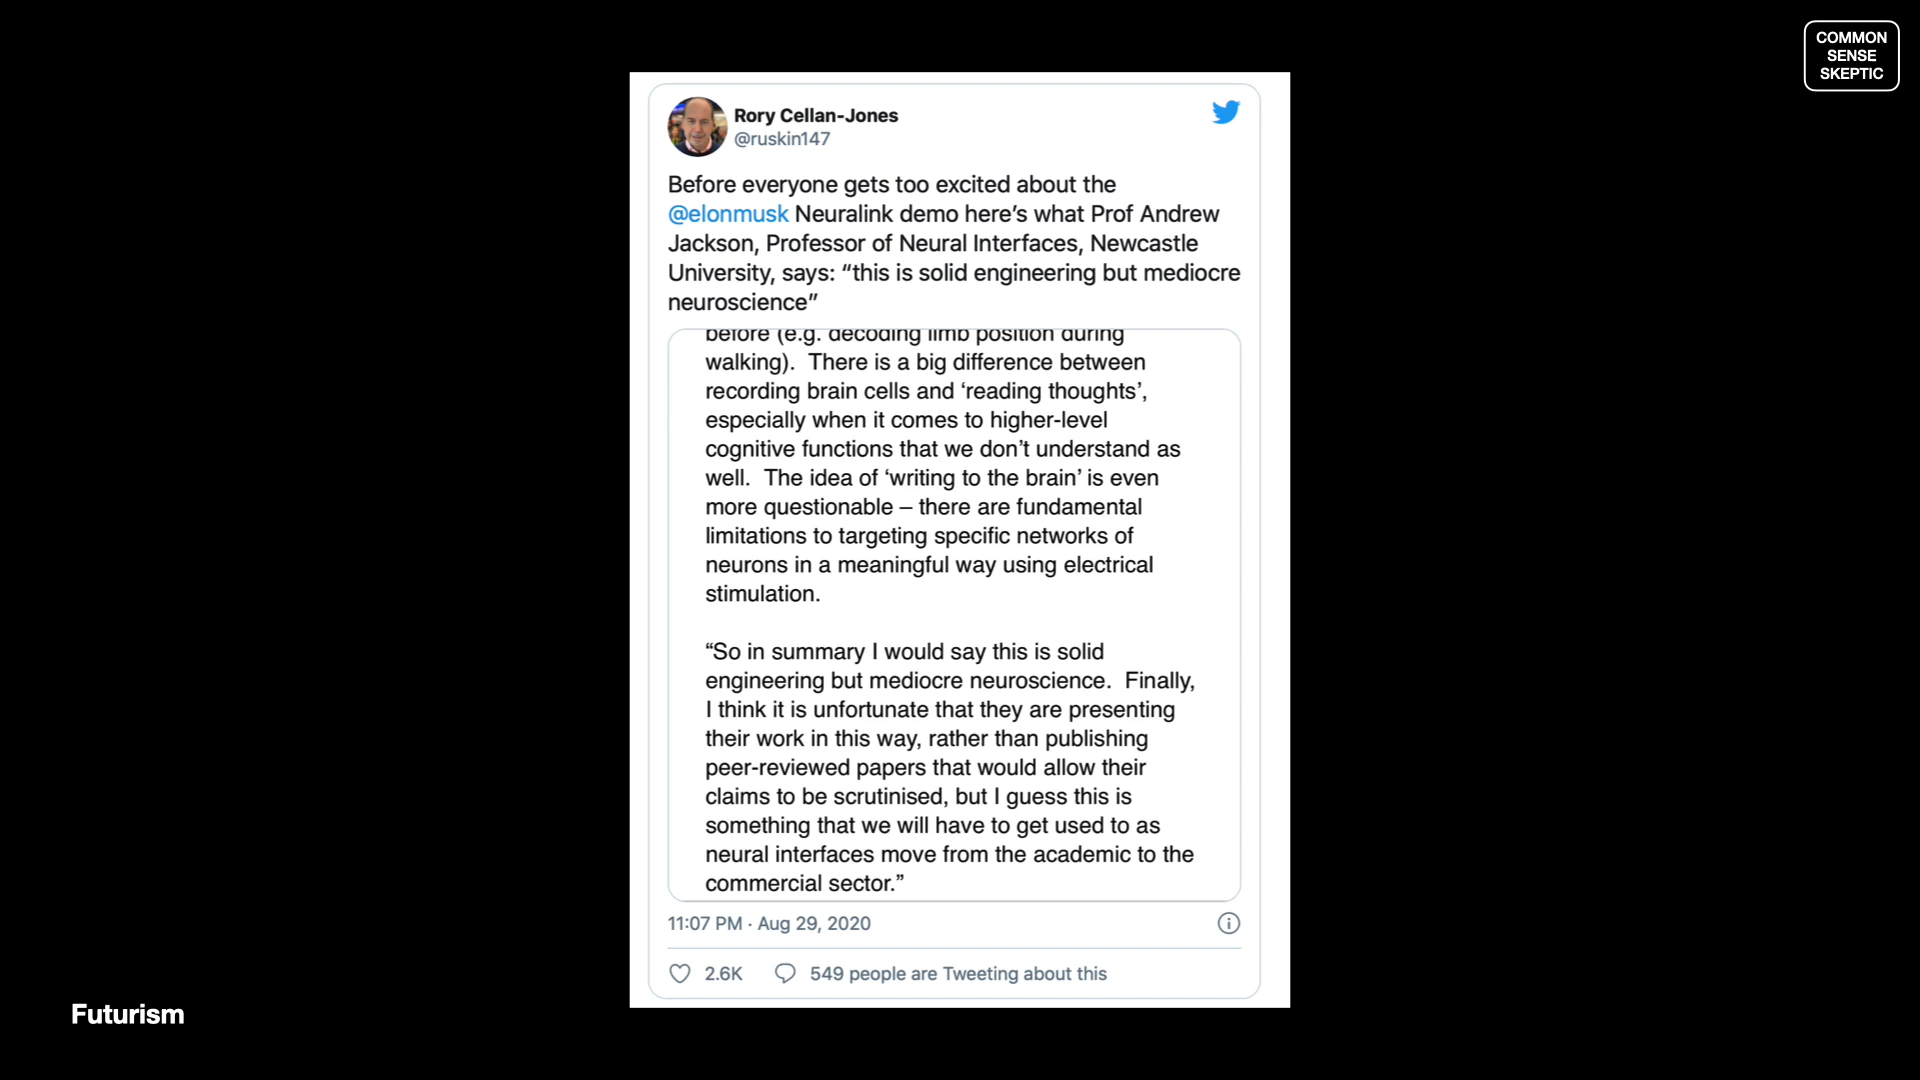 COMMON
SENSE
SKEPTIC
Rory Cellan-Jones
@ruskin147
Before everyone gets too excited about the
@elonmusk Neuralink demo here’s what Prof Andrew
Jackson, Professor of Neural Interfaces, Newcastle
University, says: “this is solid engineering but mediocre
neuroscience”
before (e.g. decoding limb position during
walking).  There is a big difference between
recording brain cells and ‘reading thoughts’,
especially when it comes to higher-level
cognitive functions that we don’t understand as
well.  The idea of ‘writing to the brain’ is even
more questionable – there are fundamental
limitations to targeting specific networks of
neurons in a meaningful way using electrical
stimulation.
“So in summary I would say this is solid
engineering but mediocre neuroscience.  Finally,
I think it is unfortunate that they are presenting
their work in this way, rather than publishing
peer-reviewed papers that would allow their
claims to be scrutinised, but I guess this is
something that we will have to get used to as
neural interfaces move from the academic to the
commercial sector.”
11:07 PM · Aug 29, 2020
2.6K
549 people are Tweeting about this
Futurism